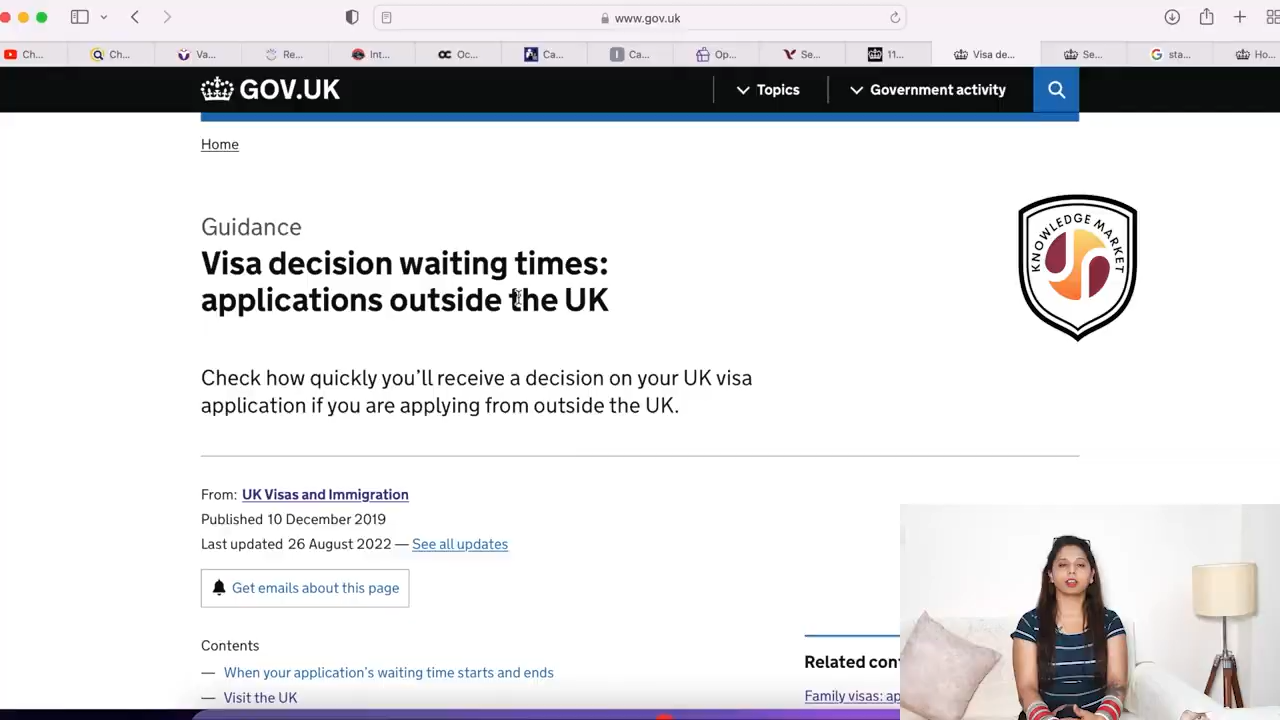 www.gov.uk
Ch...
Ch...
Va...
Re...
Int...
Oc...
Ca...
Ca...
Op...
Se...
11...
Visa de...
Se...
sta...
Ho...
GOV.UK
Topics
Government activity
Home
KNOWLEDGE MARKET
Guidance
Visa decision waiting times:
applications outside the UK
Check how quickly you’ll receive a decision on your UK visa
application if you are applying from outside the UK.
From: UK Visas and Immigration
Published 10 December 2019
Last updated 26 August 2022 — See all updates
Get emails about this page
Contents
— When your application’s waiting time starts and ends
— Visit the UK
Related con
Family visas: ap